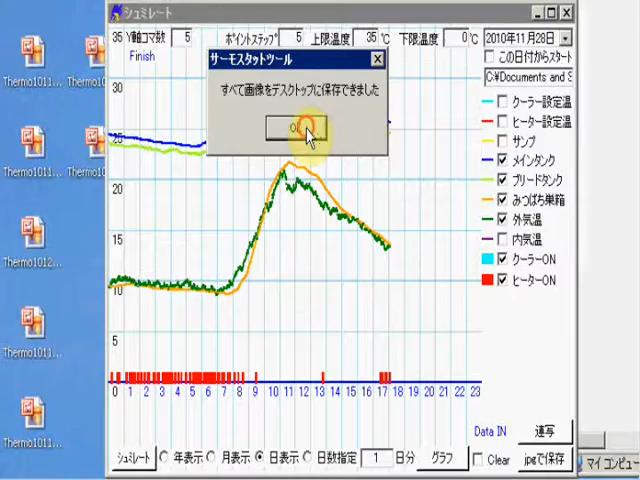 シュミレート
35 Y軸コマ数 5 ポイントステップ 5 上限温度 35 ℃ 下限温度 0 ℃ 2010年11月28日
Finish
この日付からスタート
C:¥Documents and S
サーモスタットツール
すべて画像をデスクトップに保存できました
30
25
20
15
10
5
クーラー設定温
ヒーター設定温
サンプ
メインタンク
ブリードタンク
みつばち巣箱
外気温
内気温
クーラーON
ヒーターON
0 1 2 3 4 5 6 7 8 9 10 11 12 13 14 15 16 17 18 19 20 21 22 23
Data IN 連写
シュミレート 年表示 月表示 日表示 日数指定 1 日分 グラフ Clear jpgで保存
Thermo1011...
Thermo1011...
Thermo1012...
Thermo1011...
Thermo1011...
マイ コンピュー